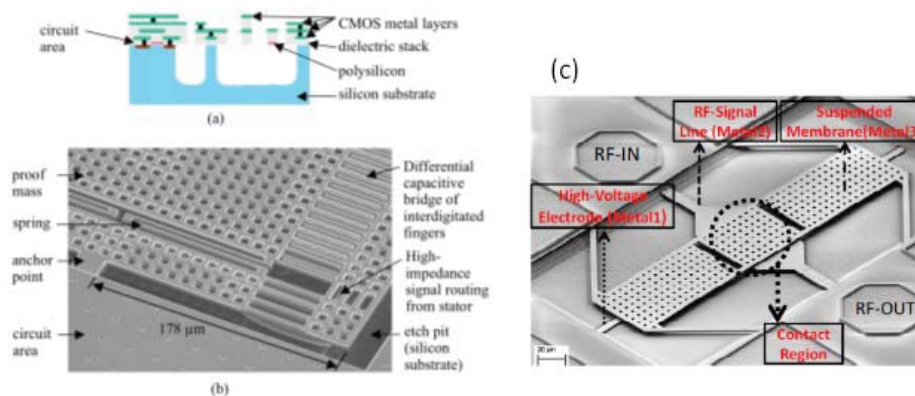 circuit
area
CMOS metal layers
dielectric stack
polysilicon
silicon substrate
(a)
proof
mass
spring
anchor
point
circuit
area
178 μm
Differential
capacitive
bridge of
interdigitated
fingers
High-
impedance
signal routing
from stator
etch pit
(silicon
substrate)
(b)
(c)
RF-Signal
Line (Metal2)
Suspended
Membrane(Metal3
RF-IN
High-Voltage
Electrode (Metal1)
RF-OUT
Contact
Region
20 μm